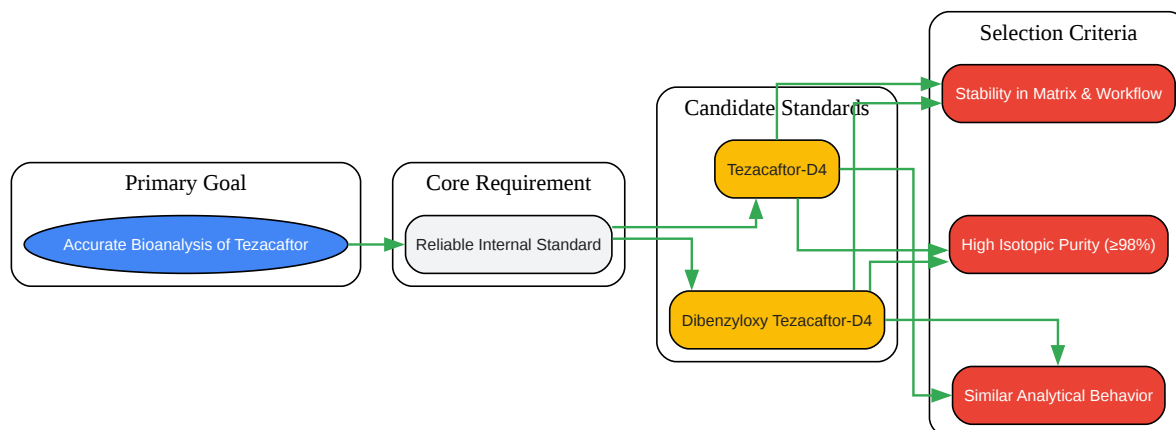 Primary Goal
Accurate Bioanalysis of Tezacaftor
Core Requirement
Reliable Internal Standard
Candidate Standards
Tezacaftor-D4
Dibenzyloxy Tezacaftor-D4
Selection Criteria
Stability in Matrix & Workflow
High Isotopic Purity (≥98%)
Similar Analytical Behavior